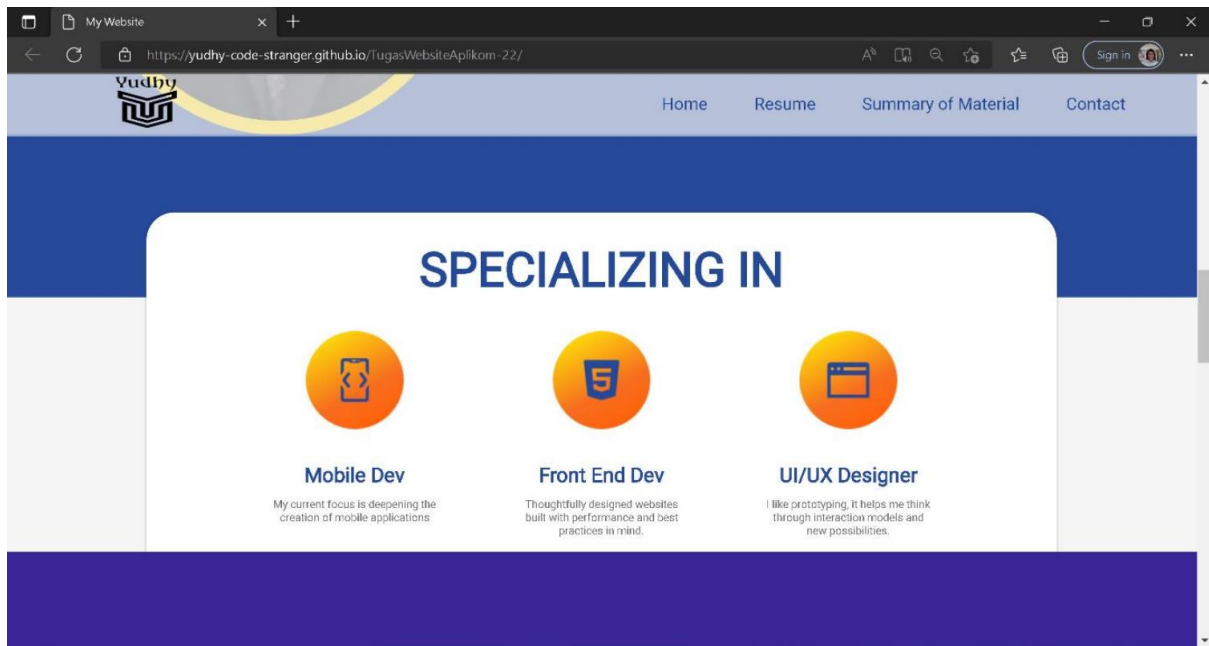 My Website
https://yudhy-code-stranger.github.io/TugasWebsiteAplikom-22/
Sign in
Yudhy
Home Resume Summary of Material Contact
SPECIALIZING IN
Mobile Dev
My current focus is deepening the
creation of mobile applications
Front End Dev
Thoughtfully designed websites
built with performance and best
practices in mind.
UI/UX Designer
I like prototyping, it helps me think
through interaction models and
new possibilities.